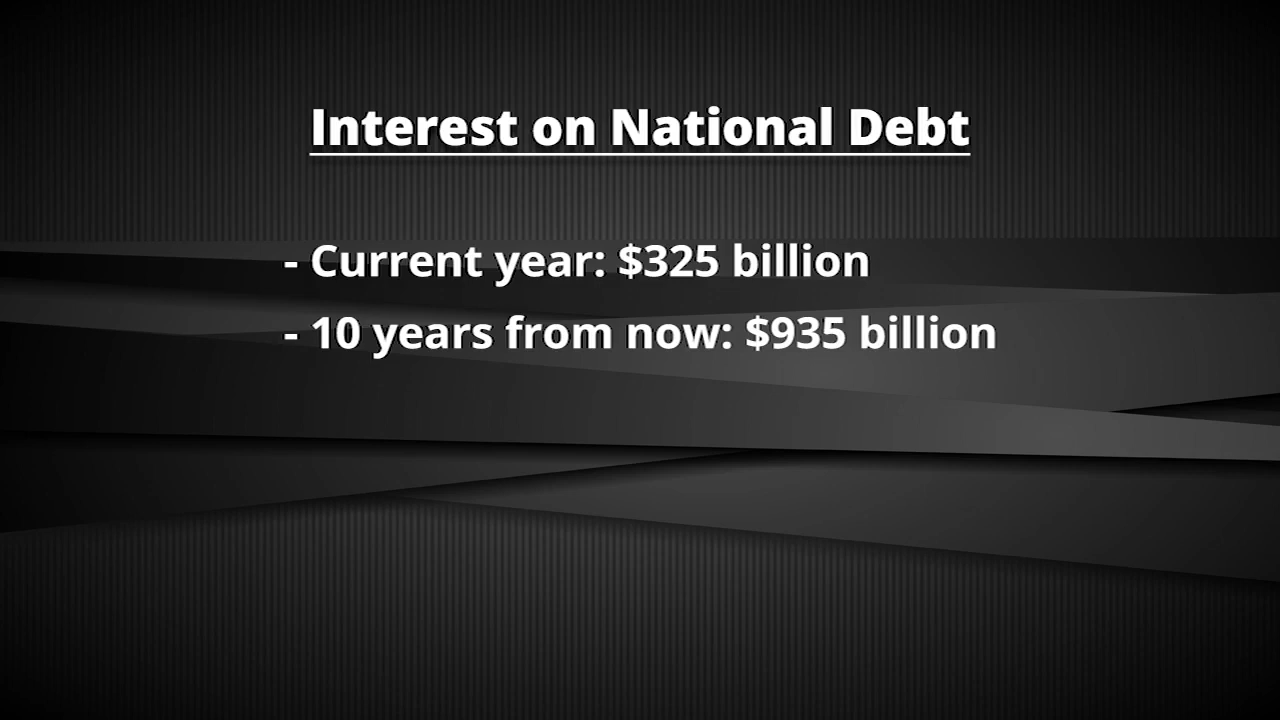 Interest on National Debt
- Current year: $325 billion
- 10 years from now: $935 billion